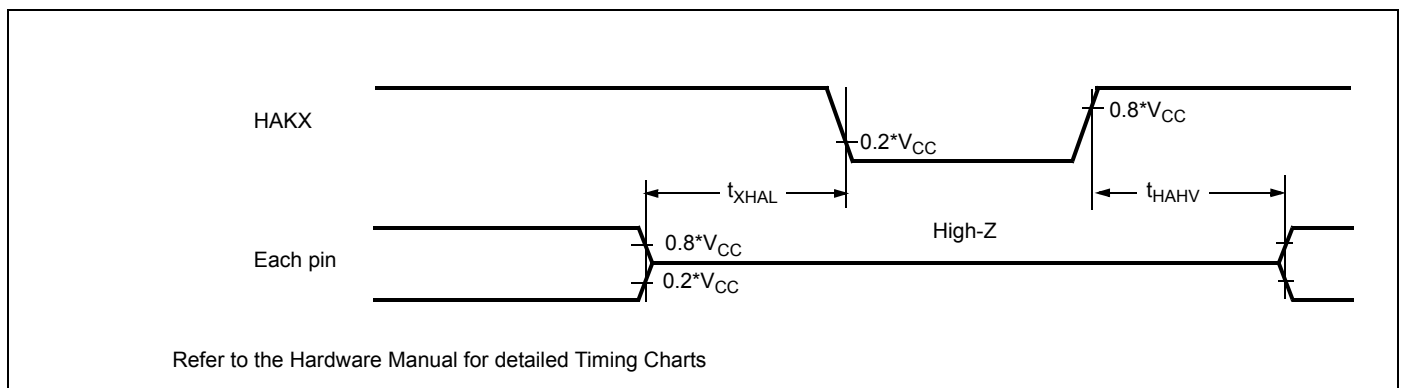 HAKX
0.8*VCC
0.2*VCC
tXHAL
tHAHV
High-Z
Each pin
0.8*VCC
0.2*VCC
Refer to the Hardware Manual for detailed Timing Charts